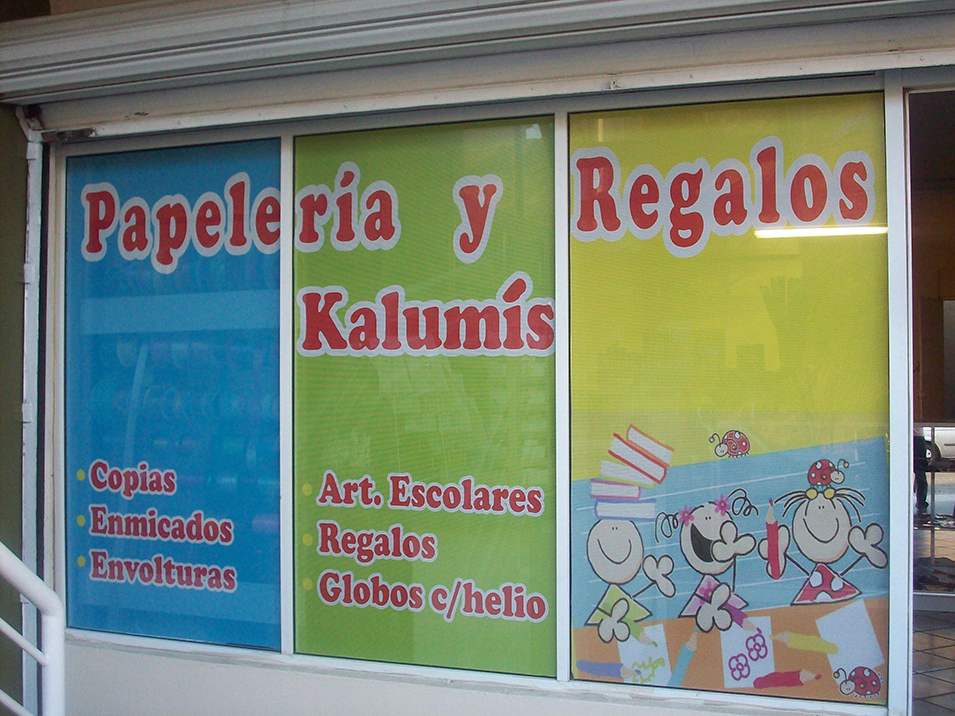 Papelería y Regalos
Kalumís
Copias
Enmicados
Envolturas
Art. Escolares
Regalos
Globos c/helio